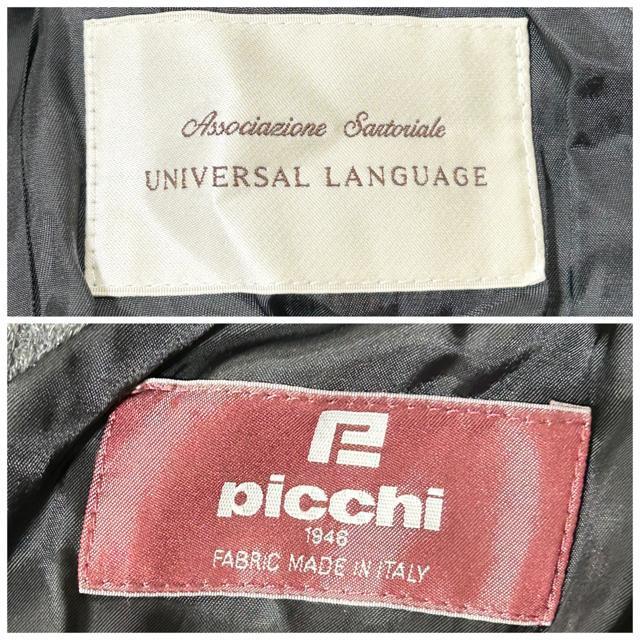 Associazione Sartoriale
UNIVERSAL LANGUAGE
picchi
1946
FABRIC MADE IN ITALY